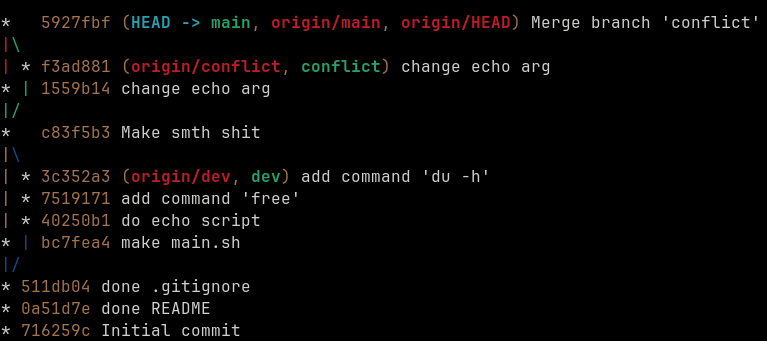 *   5927fbf (HEAD -> main, origin/main, origin/HEAD) Merge branch 'conflict'
|\
| * f3ad881 (origin/conflict, conflict) change echo arg
* | 1559b14 change echo arg
|/
*   c83f5b3 Make smth shit
|\
| * 3c352a3 (origin/dev, dev) add command 'du -h'
| * 7519171 add command 'free'
| * 40250b1 do echo script
* | bc7fea4 make main.sh
|/
* 511db04 done .gitignore
* 0a51d7e done README
* 716259c Initial commit